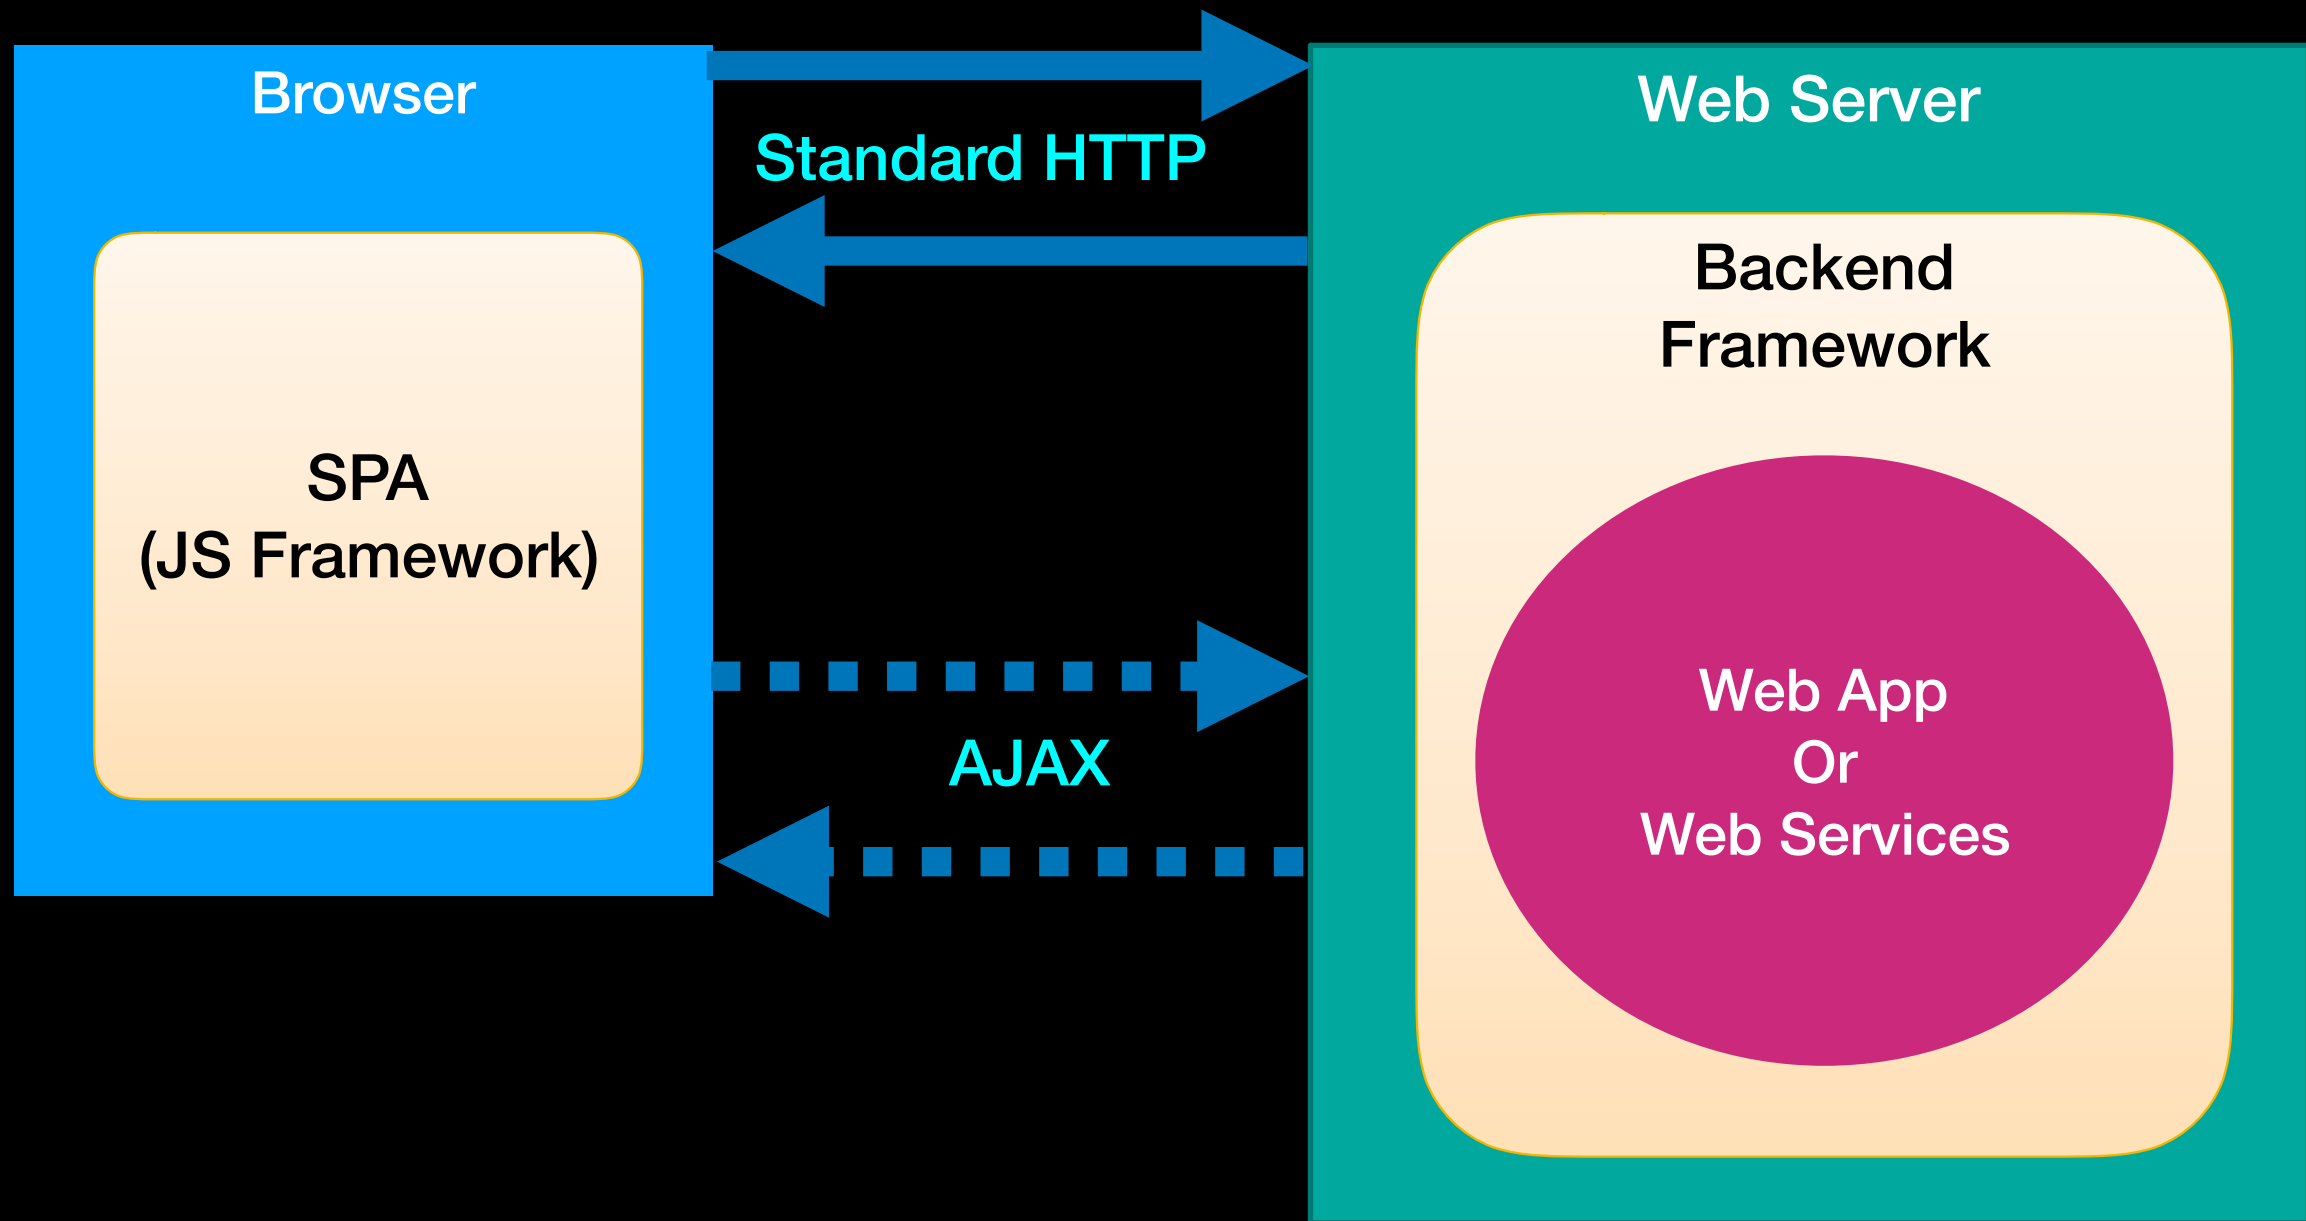 Browser
SPA
(JS Framework)
Standard HTTP
AJAX
Web Server
Backend
Framework
Web App
Or
Web Services